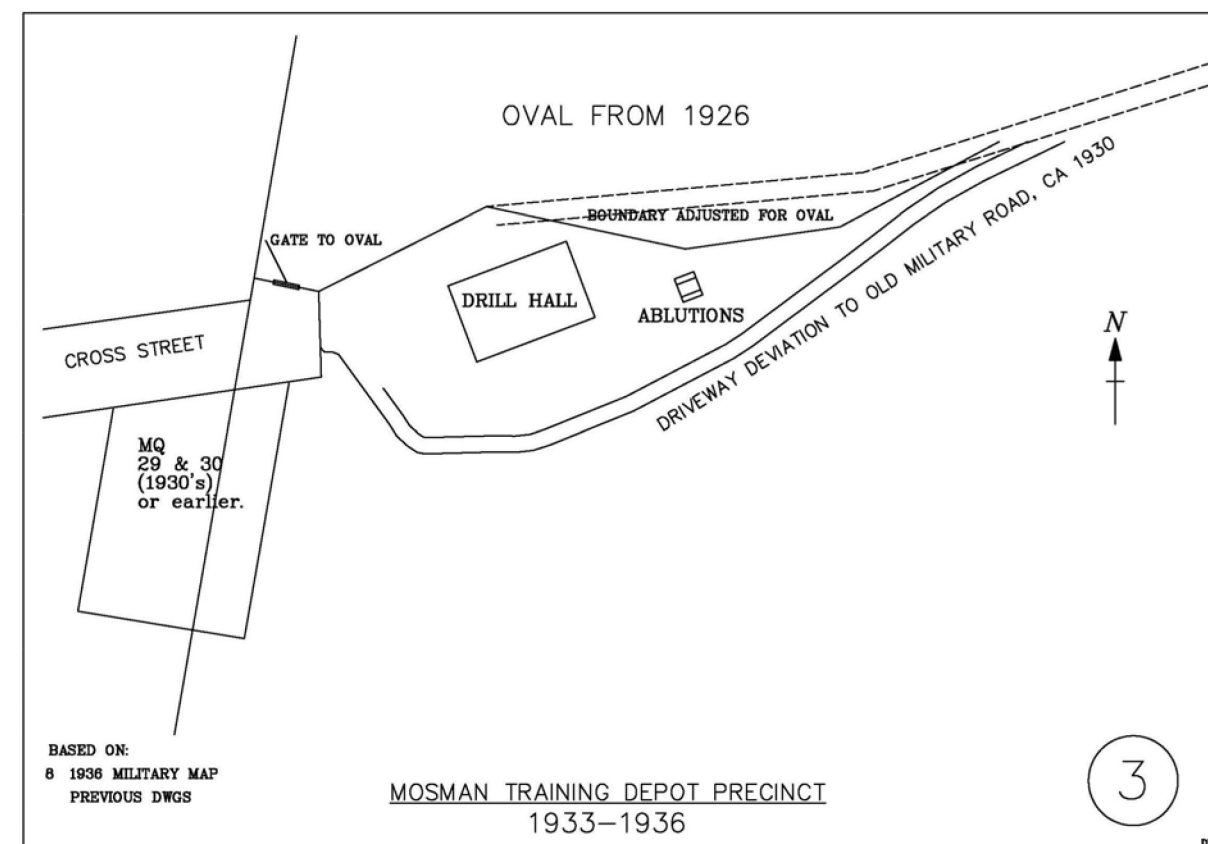 OVAL FROM 1926
BOUNDARY ADJUSTED FOR OVAL
GATE TO OVAL
DRILL HALL
ABLUTIONS
DRIVEWAY DEVIATION TO OLD MILITARY ROAD, CA 1930
CROSS STREET
N
MQ
29 & 30
(1930's)
or earlier.
BASED ON:
8 1936 MILITARY MAP
PREVIOUS DWGS
MOSMAN TRAINING DEPOT PRECINCT
1933-1936
3